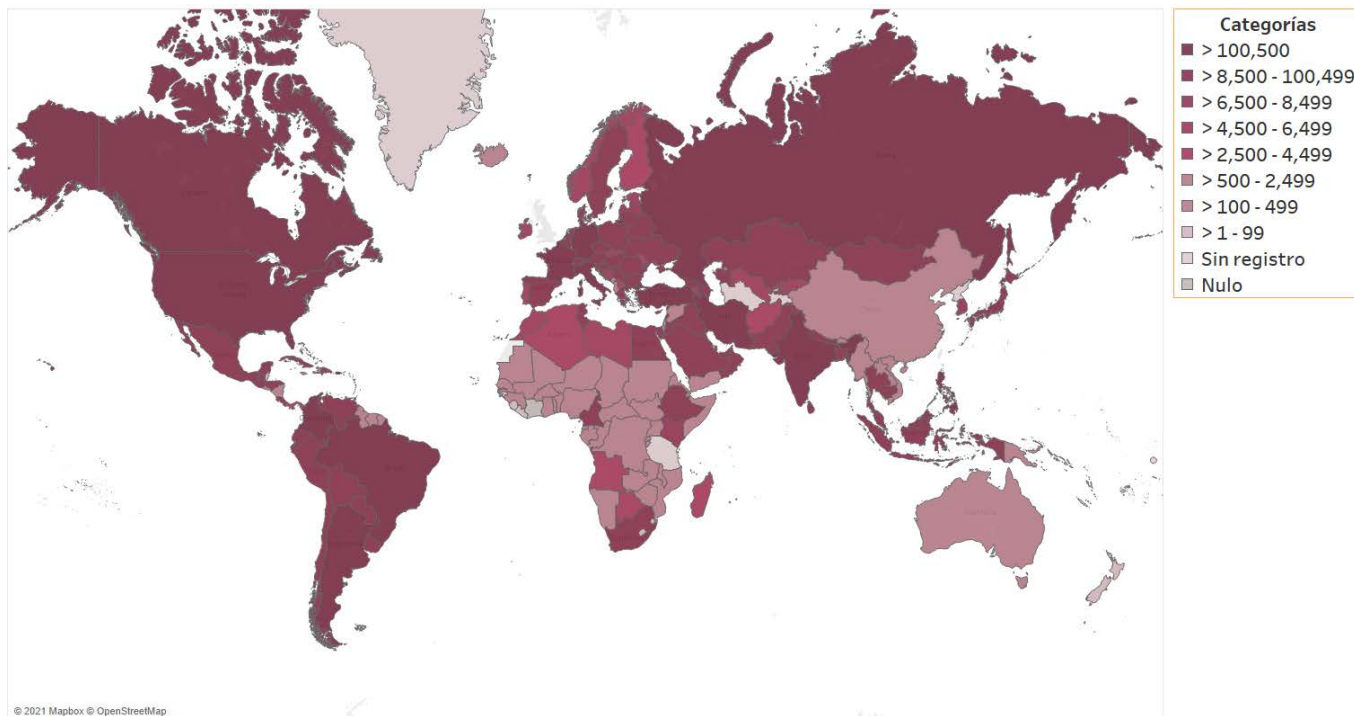 Categorías
> 100,500
> 8,500 - 100,499
> 6,500 - 8,499
> 4,500 - 6,499
> 2,500 - 4,499
> 500 - 2,499
> 100 - 499
> 1 - 99
Sin registro
Nulo
© 2021 Mapbox © OpenStreetMap